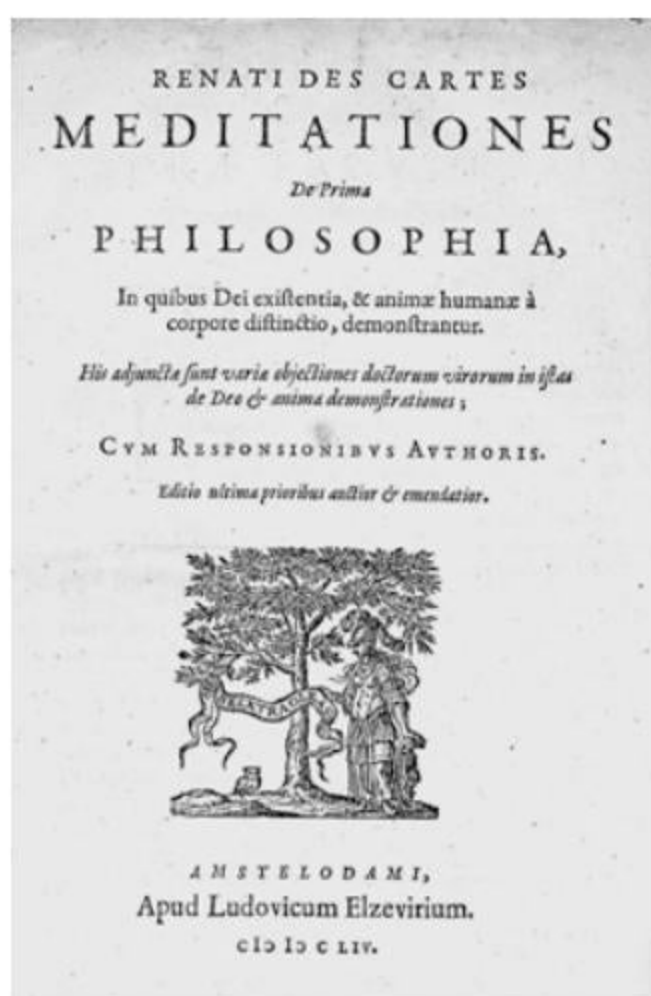 RENATI DES CARTES
MEDITATIONES
De Prima
PHILOSOPHIA,
In quibus Dei exiſtentia, & animæ humanæ à
corpore diſtinctio, demonſtrantur.
His adjunctæ ſunt variæ objectiones doctorum virorum in iſtas
de Deo & anima demonſtrationes ;
CVM RESPONSIONIBVS AVTHORIS.
Editio ultima prioribus auctior & emendatior.
AMSTELODAMI,
Apud Ludovicum Elzevirium.
cIↃ IↃ C LIV.